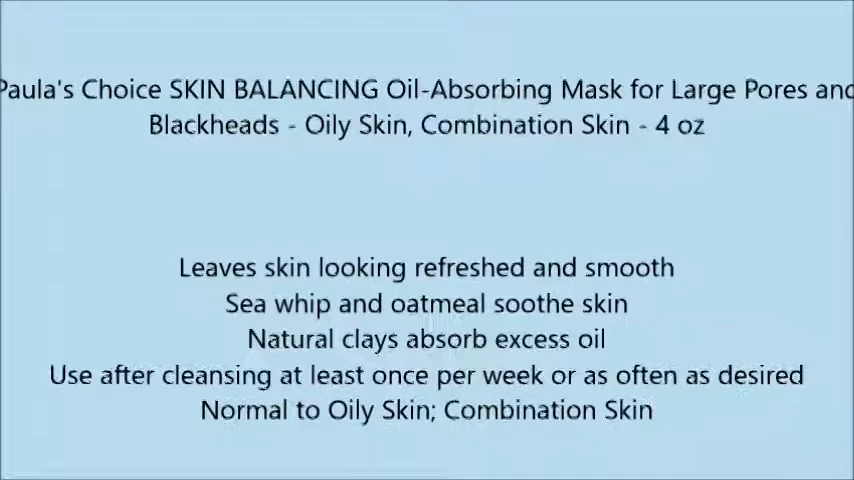 Paula's Choice SKIN BALANCING Oil-Absorbing Mask for Large Pores and
Blackheads - Oily Skin, Combination Skin - 4 oz
Leaves skin looking refreshed and smooth
Sea whip and oatmeal soothe skin
Natural clays absorb excess oil
Use after cleansing at least once per week or as often as desired
Normal to Oily Skin; Combination Skin